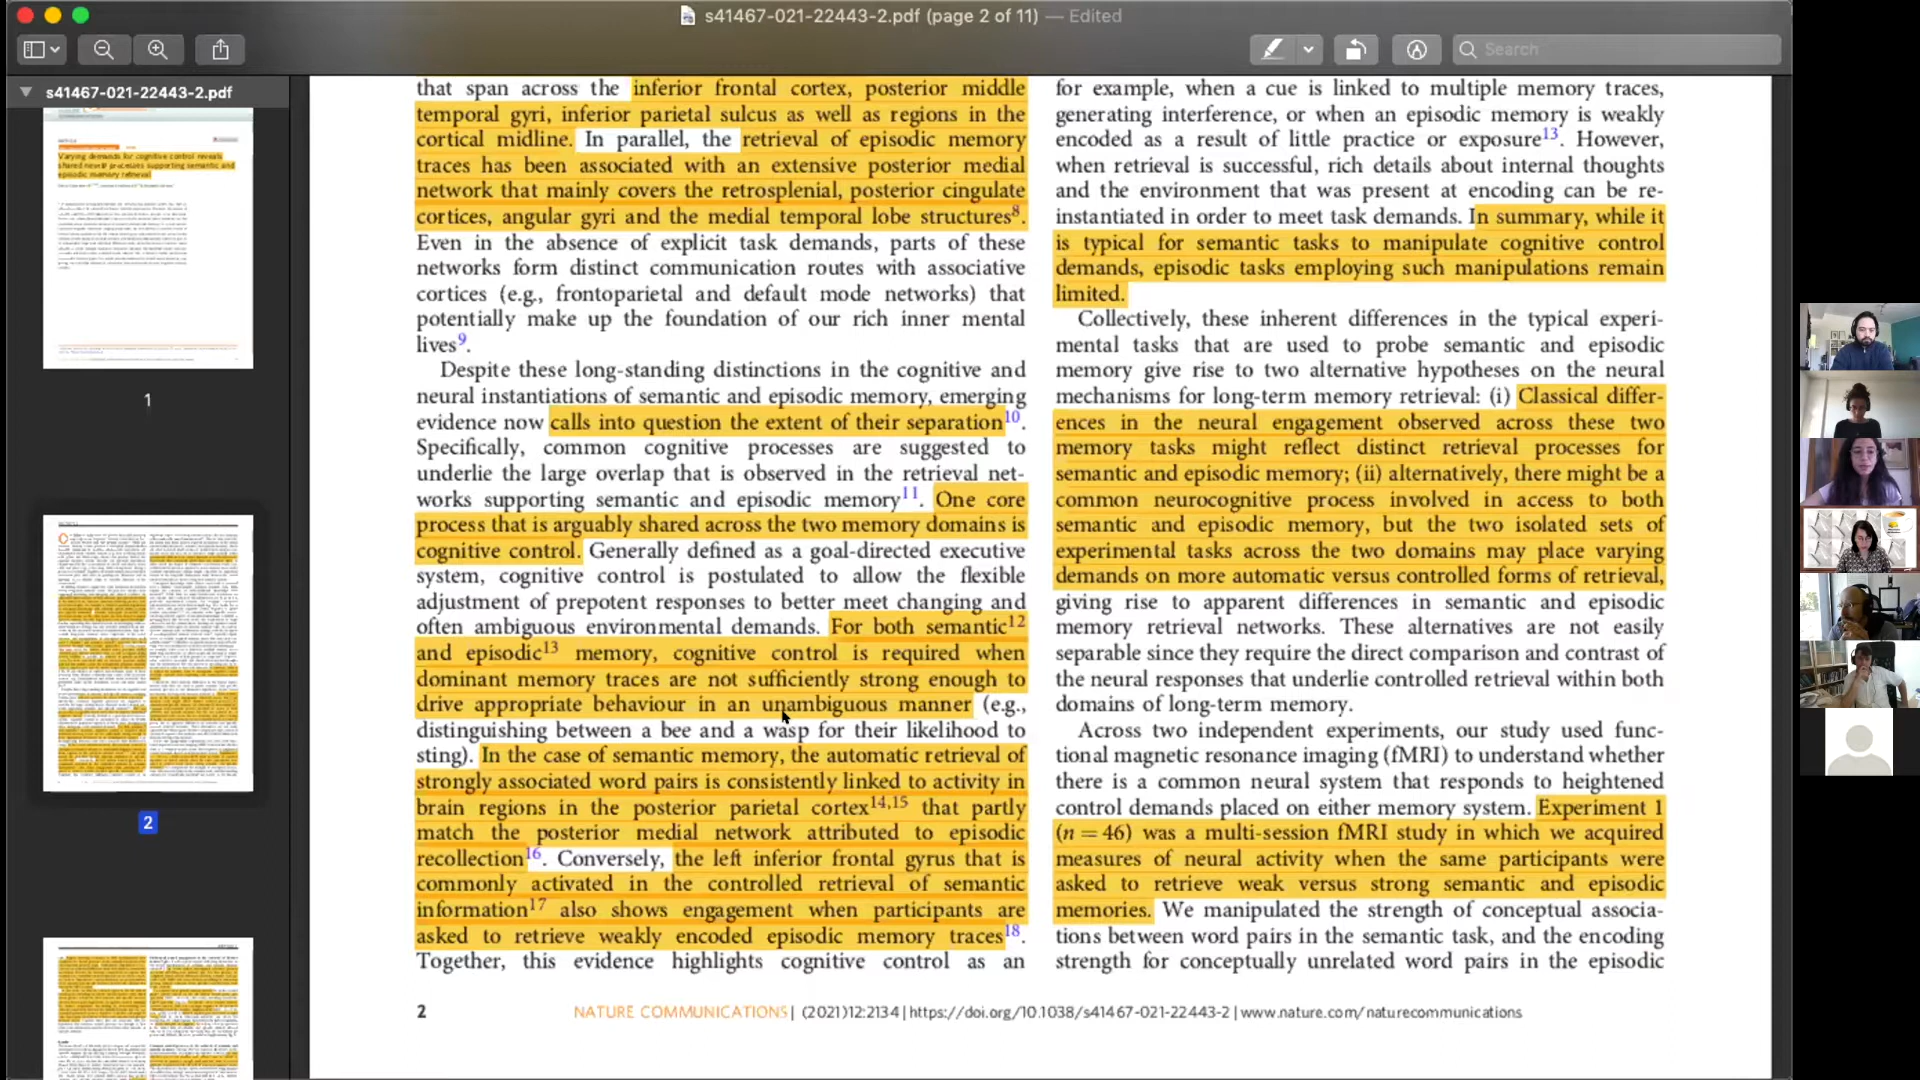 s41467-021-22443-2.pdf (page 2 of 11) — Edited
Search
s41467-021-22443-2.pdf
Varying demands for cognitive control reveals
shared neural processes supporting semantic and
episodic memory retrieval
1
2
that span across the inferior frontal cortex, posterior middle
temporal gyri, inferior parietal sulcus as well as regions in the
cortical midline. In parallel, the retrieval of episodic memory
traces has been associated with an extensive posterior medial
network that mainly covers the retrosplenial, posterior cingulate
cortices, angular gyri and the medial temporal lobe structures8.
Even in the absence of explicit task demands, parts of these
networks form distinct communication routes with associative
cortices (e.g., frontoparietal and default mode networks) that
potentially make up the foundation of our rich inner mental
lives9.
Despite these long-standing distinctions in the cognitive and
neural instantiations of semantic and episodic memory, emerging
evidence now calls into question the extent of their separation10.
Specifically, common cognitive processes are suggested to
underlie the large overlap that is observed in the retrieval net-
works supporting semantic and episodic memory11. One core
process that is arguably shared across the two memory domains is
cognitive control. Generally defined as a goal-directed executive
system, cognitive control is postulated to allow the flexible
adjustment of prepotent responses to better meet changing and
often ambiguous environmental demands. For both semantic12
and episodic13 memory, cognitive control is required when
dominant memory traces are not sufficiently strong enough to
drive appropriate behaviour in an unambiguous manner (e.g.,
distinguishing between a bee and a wasp for their likelihood to
sting). In the case of semantic memory, the automatic retrieval of
strongly associated word pairs is consistently linked to activity in
brain regions in the posterior parietal cortex14,15 that partly
match the posterior medial network attributed to episodic
recollection16. Conversely, the left inferior frontal gyrus that is
commonly activated in the controlled retrieval of semantic
information17 also shows engagement when participants are
asked to retrieve weakly encoded episodic memory traces18.
Together, this evidence highlights cognitive control as an
for example, when a cue is linked to multiple memory traces,
generating interference, or when an episodic memory is weakly
encoded as a result of little practice or exposure13. However,
when retrieval is successful, rich details about internal thoughts
and the environment that was present at encoding can be re-
instantiated in order to meet task demands. In summary, while it
is typical for semantic tasks to manipulate cognitive control
demands, episodic tasks employing such manipulations remain
limited.
Collectively, these inherent differences in the typical experi-
mental tasks that are used to probe semantic and episodic
memory give rise to two alternative hypotheses on the neural
mechanisms for long-term memory retrieval: (i) Classical differ-
ences in the neural engagement observed across these two
memory tasks might reflect distinct retrieval processes for
semantic and episodic memory; (ii) alternatively, there might be a
common neurocognitive process involved in access to both
semantic and episodic memory, but the two isolated sets of
experimental tasks across the two domains may place varying
demands on more automatic versus controlled forms of retrieval,
giving rise to apparent differences in semantic and episodic
memory retrieval networks. These alternatives are not easily
separable since they require the direct comparison and contrast of
the neural responses that underlie controlled retrieval within both
domains of long-term memory.
Across two independent experiments, our study used func-
tional magnetic resonance imaging (fMRI) to understand whether
there is a common neural system that responds to heightened
control demands placed on either memory system. Experiment 1
(n = 46) was a multi-session fMRI study in which we acquired
measures of neural activity when the same participants were
asked to retrieve weak versus strong semantic and episodic
memories. We manipulated the strength of conceptual associa-
tions between word pairs in the semantic task, and the encoding
strength for conceptually unrelated word pairs in the episodic
2
NATURE COMMUNICATIONS | (2021)12:2134 | https://doi.org/10.1038/s41467-021-22443-2 | www.nature.com/naturecommunications